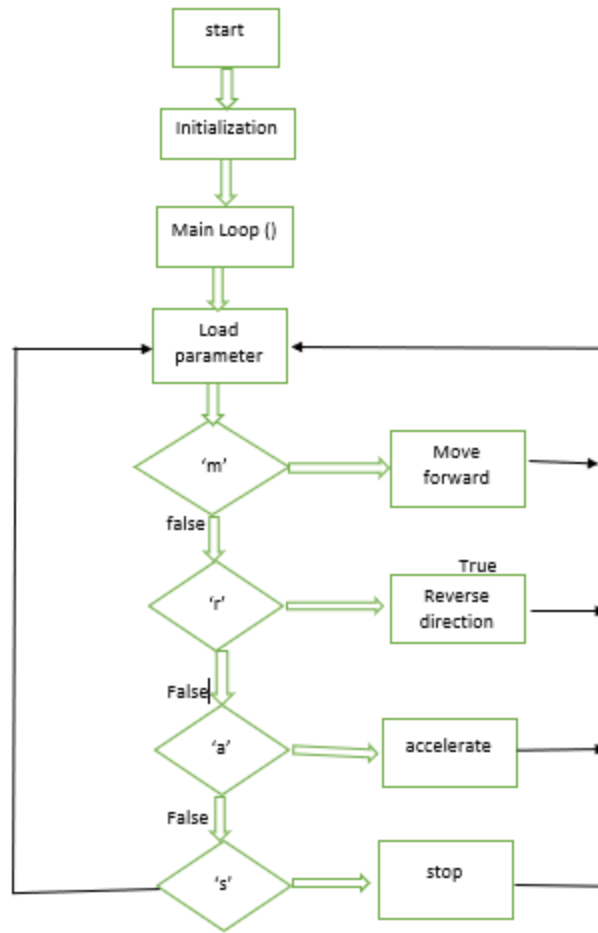 start
Initialization
Main Loop ()
Load
parameter
‘m’
Move
forward
false
True
‘r’
Reverse
direction
False
‘a’
accelerate
False
‘s’
stop